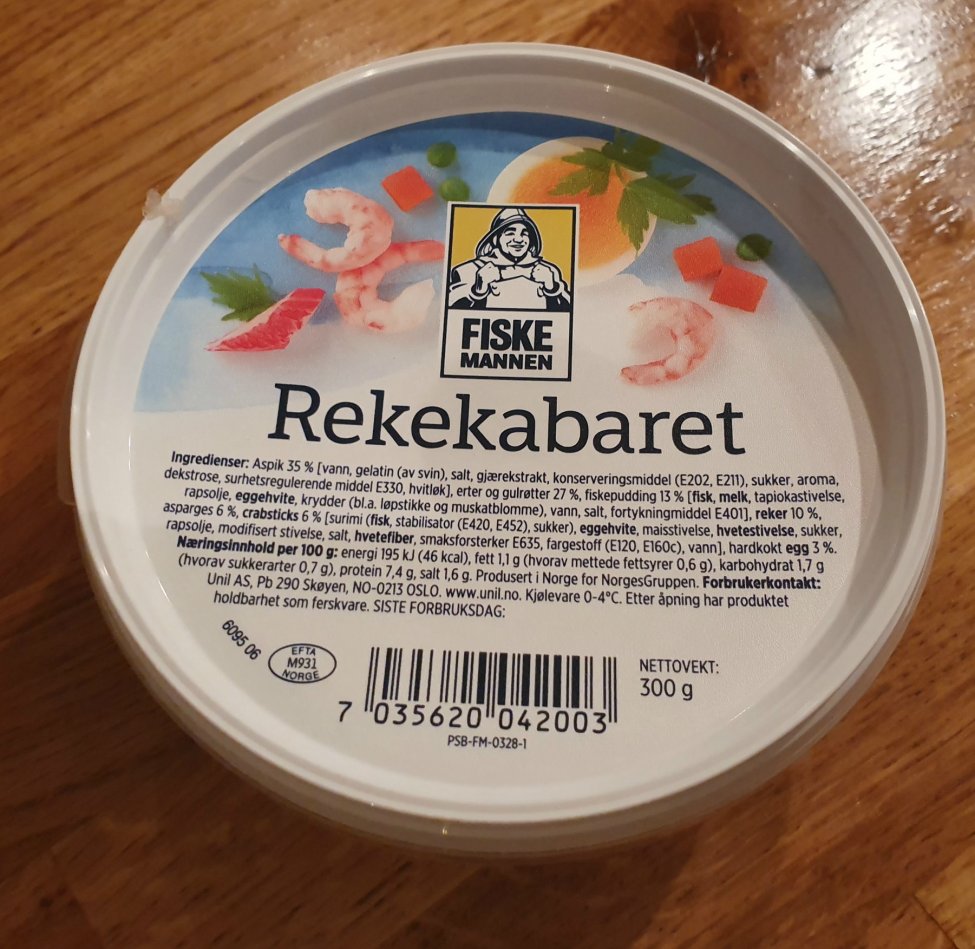 FISKE
MANNEN
Rekekabaret
Ingredienser: Aspik 35 % [vann, gelatin (av svin), salt, gjærekstrakt, konserveringsmiddel (E202, E211), sukker, aroma,
dekstrose, surhetsregulerende middel E330, hvitløk], erter og gulrøtter 27 %, fiskepudding 13 % [fisk, melk, tapiokastivelse,
rapsolje, eggehvite, krydder (bl.a. løpstikke og muskatblomme), vann, salt, fortykningmiddel E401], reker 10 %,
asparges 6 %, crabsticks 6 % [surimi (fisk, stabilisator (E420, E452), sukker), eggehvite, maisstivelse, hvetestivelse, sukker,
rapsolje, modifisert stivelse, salt, hvetefiber, smaksforsterker E635, fargestoff (E120, E160c), vann], hardkokt egg 3 %.
Næringsinnhold per 100 g: energi 195 kJ (46 kcal), fett 1,1 g (hvorav mettede fettsyrer 0,6 g), karbohydrat 1,7 g
(hvorav sukkerarter 0,7 g), protein 7,4 g, salt 1,6 g. Produsert i Norge for NorgesGruppen. Forbrukerkontakt:
Unil AS, Pb 290 Skøyen, NO-0213 OSLO. www.unil.no. Kjølevare 0-4°C. Etter åpning har produktet
holdbarhet som ferskvare. SISTE FORBRUKSDAG:
6095 06
EFTA
M931
NORGE
7 035620 042003
PSB-FM-0328-1
NETTOVEKT:
300 g